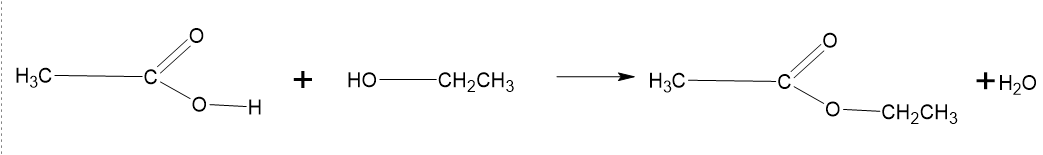 H₃C C O O H + HO CH₂CH₃ H₃C C O O CH₂CH₃ + H₂O